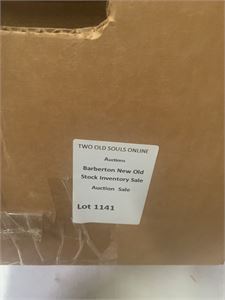 TWO OLD SOULS ONLINE
Auctions
Barberton New Old
Stock Inventory Sale
Auction Sale
Lot 1141